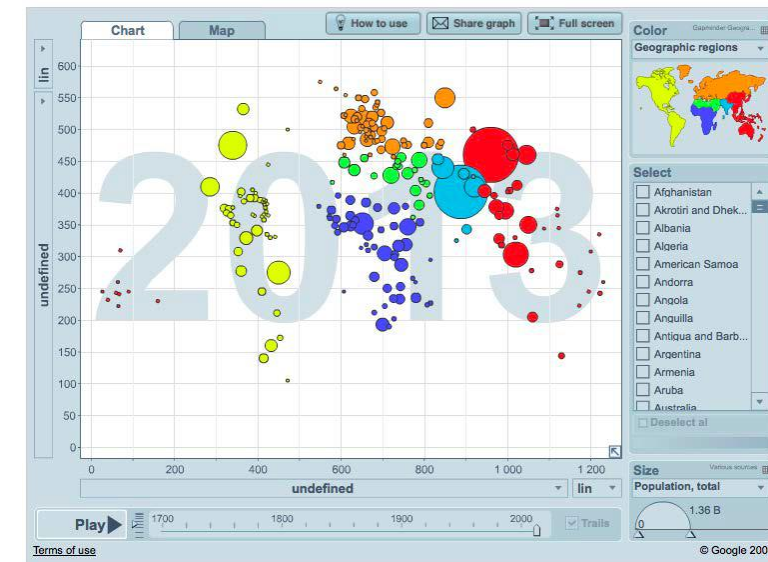 Chart
Map
How to use
Share graph
Full screen
Color
Gapminder Geogra...
Geographic regions
lin
600
550
500
450
400
350
300
250
200
150
100
50
0
undefined
2013
0
200
400
600
800
1 000
1 200
undefined
lin
Select
Afghanistan
Akrotiri and Dhek...
Albania
Algeria
American Samoa
Andorra
Angola
Anguilla
Antigua and Barb...
Argentina
Armenia
Aruba
Australia
Deselect al
Size
Various sources
Population, total
1.36 B
0
Play
1700
1800
1900
2000
Trails
Terms of use
© Google 200